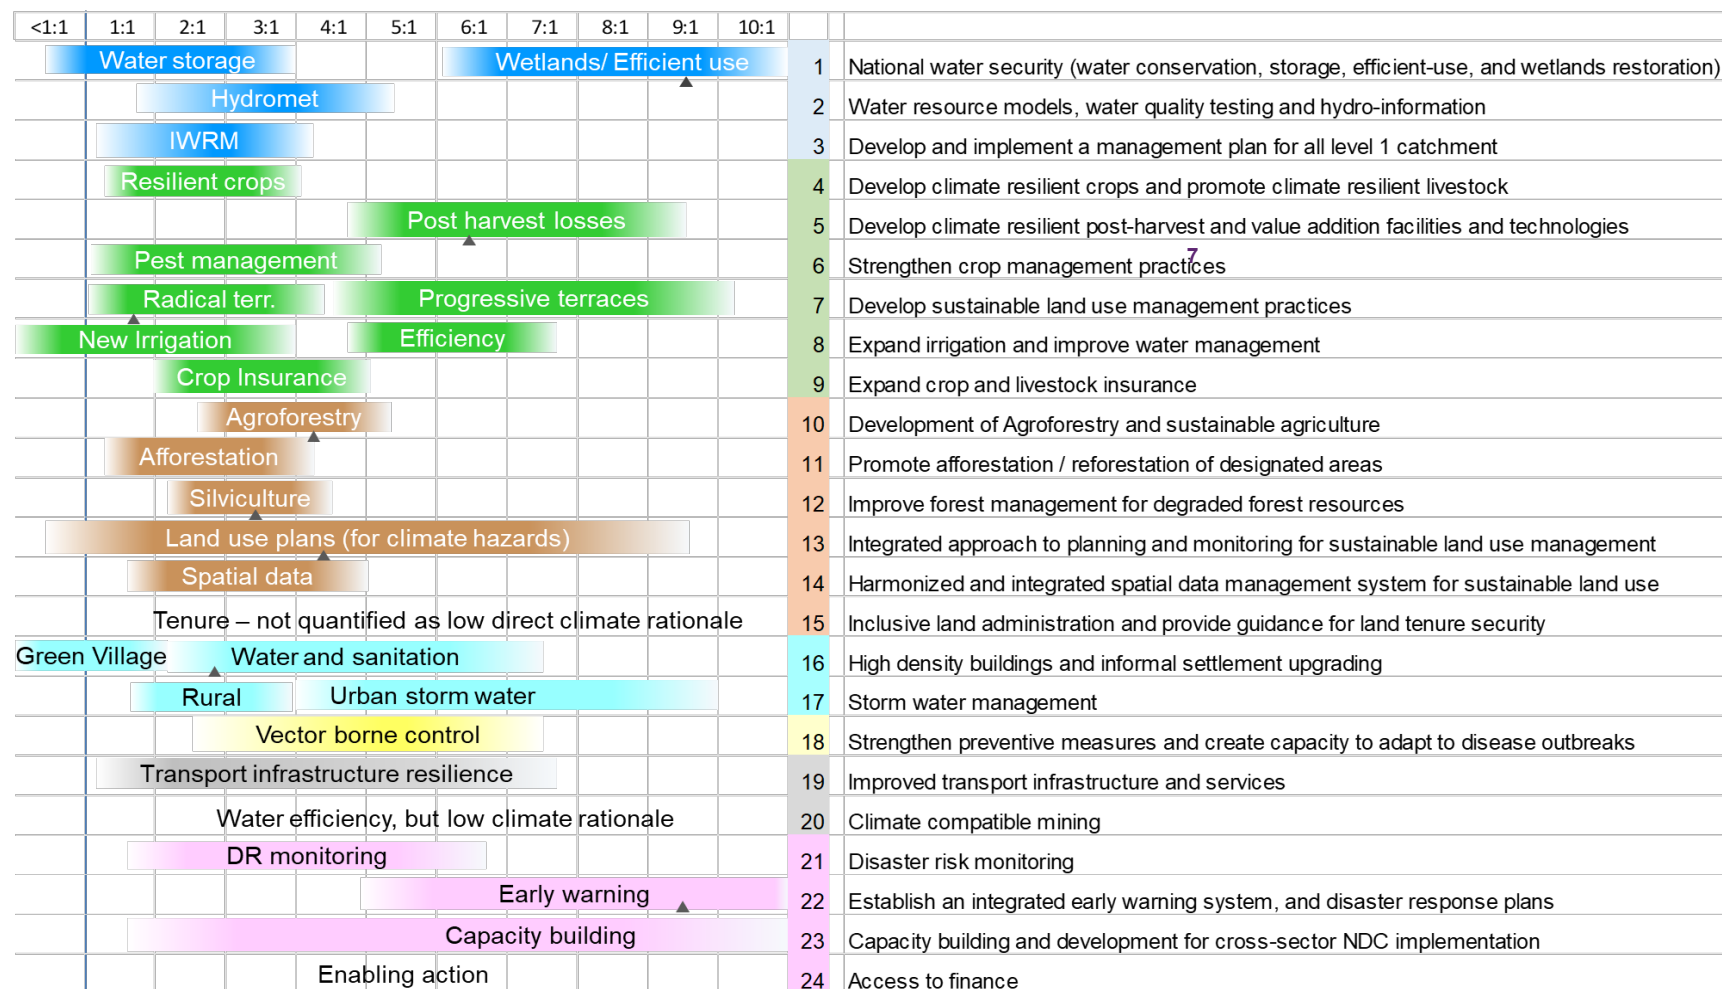 <1:1 1:1 2:1 3:1 4:1 5:1 6:1 7:1 8:1 9:1 10:1
Water storage Wetlands/ Efficient use 1 National water security (water conservation, storage, efficient-use, and wetlands restoration)
Hydromet 2 Water resource models, water quality testing and hydro-information
IWRM 3 Develop and implement a management plan for all level 1 catchment
Resilient crops 4 Develop climate resilient crops and promote climate resilient livestock
Post harvest losses 5 Develop climate resilient post-harvest and value addition facilities and technologies
7
Pest management 6 Strengthen crop management practices
Radical terr. Progressive terraces 7 Develop sustainable land use management practices
New Irrigation Efficiency 8 Expand irrigation and improve water management
Crop Insurance 9 Expand crop and livestock insurance
Agroforestry 10 Development of Agroforestry and sustainable agriculture
Afforestation 11 Promote afforestation / reforestation of designated areas
Silviculture 12 Improve forest management for degraded forest resources
Land use plans (for climate hazards) 13 Integrated approach to planning and monitoring for sustainable land use management
Spatial data 14 Harmonized and integrated spatial data management system for sustainable land use
Tenure – not quantified as low direct climate rationale 15 Inclusive land administration and provide guidance for land tenure security
Green Village Water and sanitation 16 High density buildings and informal settlement upgrading
Rural Urban storm water 17 Storm water management
Vector borne control 18 Strengthen preventive measures and create capacity to adapt to disease outbreaks
Transport infrastructure resilience 19 Improved transport infrastructure and services
Water efficiency, but low climate rationale 20 Climate compatible mining
DR monitoring 21 Disaster risk monitoring
Early warning 22 Establish an integrated early warning system, and disaster response plans
Capacity building 23 Capacity building and development for cross-sector NDC implementation
Enabling action 24 Access to finance